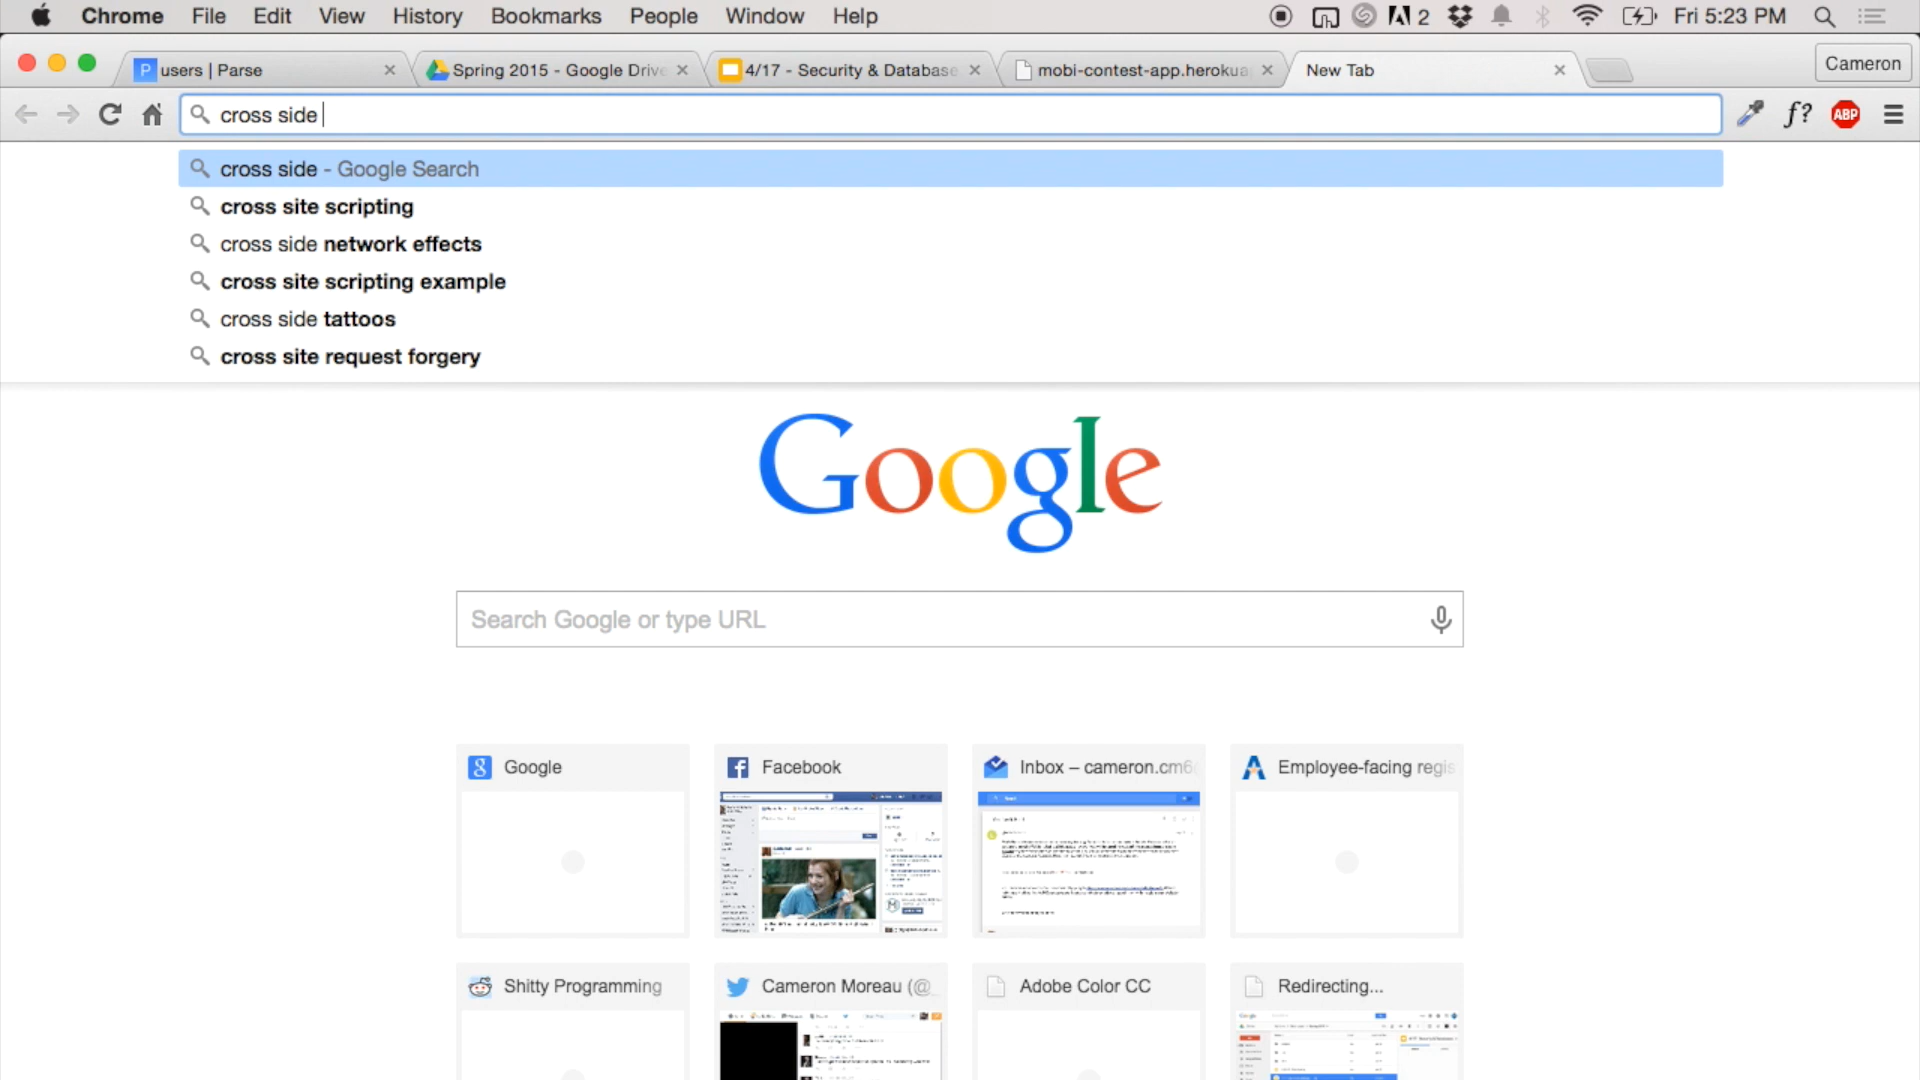 Chrome File Edit View History Bookmarks People Window Help 2 Fri 5:23 PM
users | Parse Spring 2015 - Google Drive 4/17 - Security & Database mobi-contest-app.herokua New Tab Cameron
cross side f? ABP
cross side - Google Search
cross site scripting
cross side network effects
cross site scripting example
cross side tattoos
cross site request forgery
Google
Search Google or type URL
Google Facebook Inbox – cameron.cm6 Employee-facing regis
Shitty Programming Cameron Moreau (@_ Adobe Color CC Redirecting...